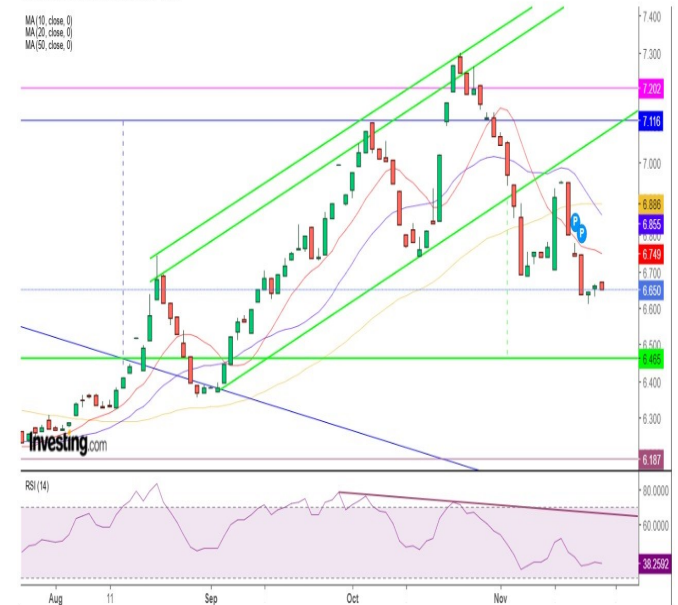 MA (10, close, 0)
MA (20, close, 0)
MA (50, close, 0)
7.400
7.300
7.202
7.116
7.000
6.886
6.855
6.800
6.749
6.700
6.650
6.500
6.465
6.400
6.300
6.187
P
P
Investing.com
RSI (14)
80.0000
60.0000
38.2592
Aug
11
Sep
Oct
Nov